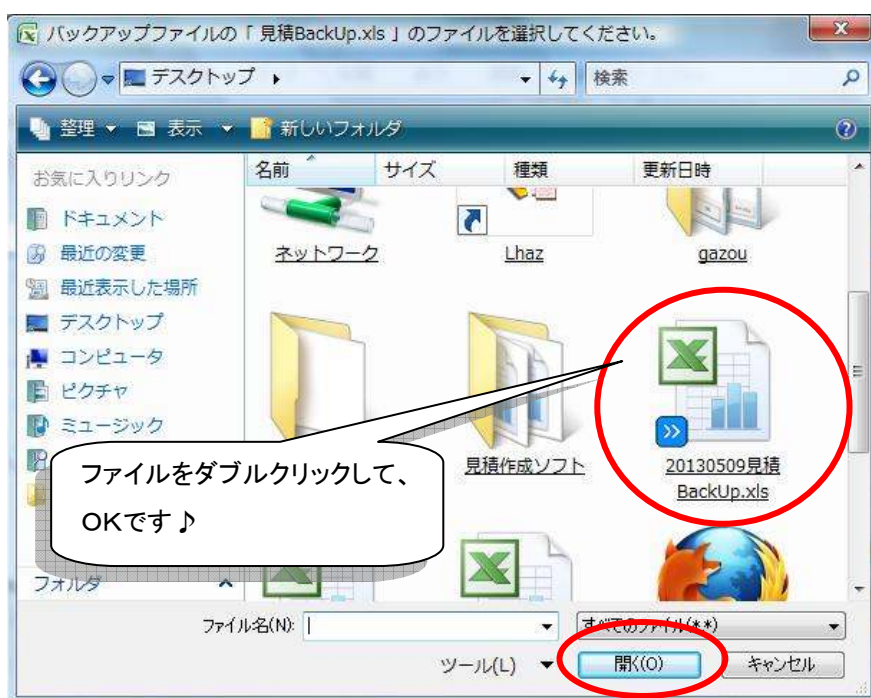 バックアップファイルの「 見積BackUp.xls 」のファイルを選択してください。
デスクトップ
検索
整理 表示 新しいフォルダ
お気に入りリンク
ドキュメント
最近の変更
最近表示した場所
デスクトップ
コンピュータ
ピクチャ
ミュージック
フォルダ
名前 サイズ 種類 更新日時
ネットワーク
Lhaz
gazou
見積作成ソフト
20130509見積
BackUp.xls
ファイルをダブルクリックして、
OKです♪
ファイル名(N):
すべてのファイル(**)
ツール(L)
開く(O)
キャンセル